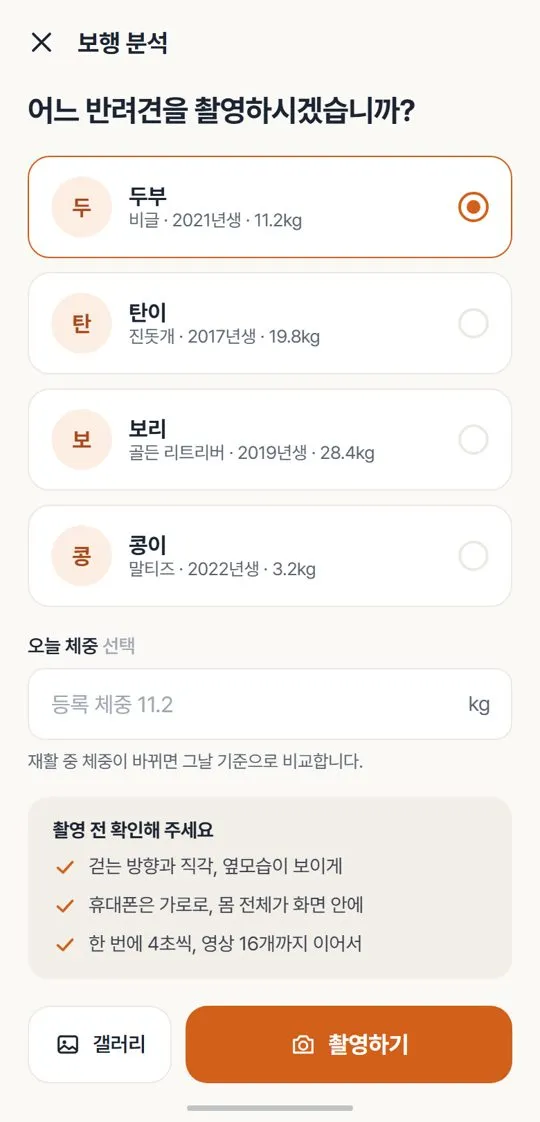 보행 분석
어느 반려견을 촬영하시겠습니까?
두
두부
비글 · 2021년생 · 11.2kg
탄
탄이
진돗개 · 2017년생 · 19.8kg
보
보리
골든 리트리버 · 2019년생 · 28.4kg
콩
콩이
말티즈 · 2022년생 · 3.2kg
오늘 체중 선택
등록 체중 11.2 kg
재활 중 체중이 바뀌면 그날 기준으로 비교합니다.
촬영 전 확인해 주세요
걷는 방향과 직각, 옆모습이 보이게
휴대폰은 가로로, 몸 전체가 화면 안에
한 번에 4초씩, 영상 16개까지 이어서
갤러리
촬영하기